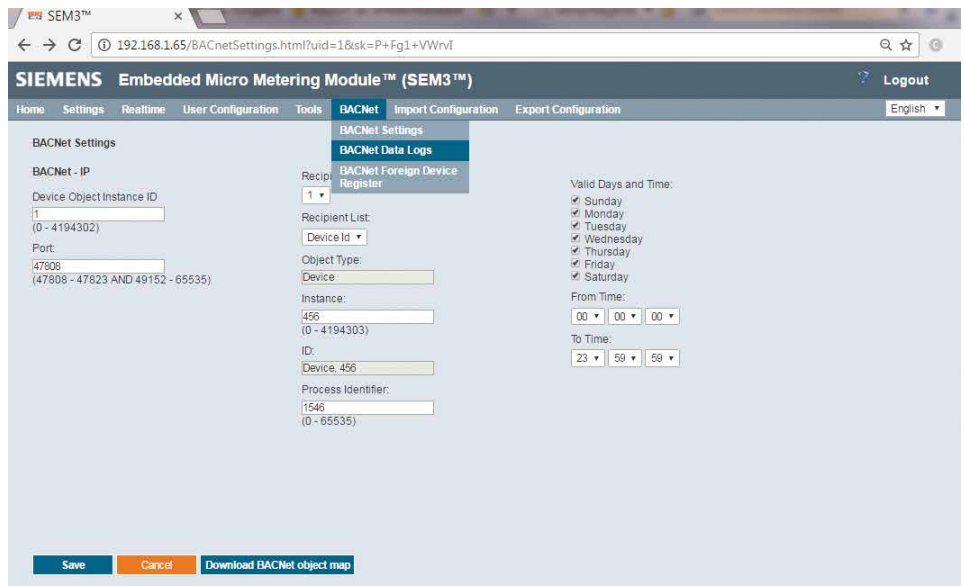 SEM3™
192.168.1.65/BACnetSettings.html?uid=1&sk=P+Fg1+VWrvI
SIEMENS Embedded Micro Metering Module™ (SEM3™)
? Logout
Home Settings Realtime User Configuration Tools BACNet Import Configuration Export Configuration
English
BACNet Settings
BACNet Data Logs
BACNet Foreign Device
Register
BACNet Settings
BACNet - IP
Device Object Instance ID
1
(0 - 4194302)
Port:
47808
(47808 - 47823 AND 49152 - 65535)
1
Recipient List:
Device Id
Object Type:
Device
Instance:
456
(0 - 4194303)
ID:
Device, 456
Process Identifier:
1546
(0 - 65535)
Valid Days and Time:
Sunday
Monday
Tuesday
Wednesday
Thursday
Friday
Saturday
From Time:
00 00 00
To Time:
23 59 59
Save Cancel Download BACNet object map